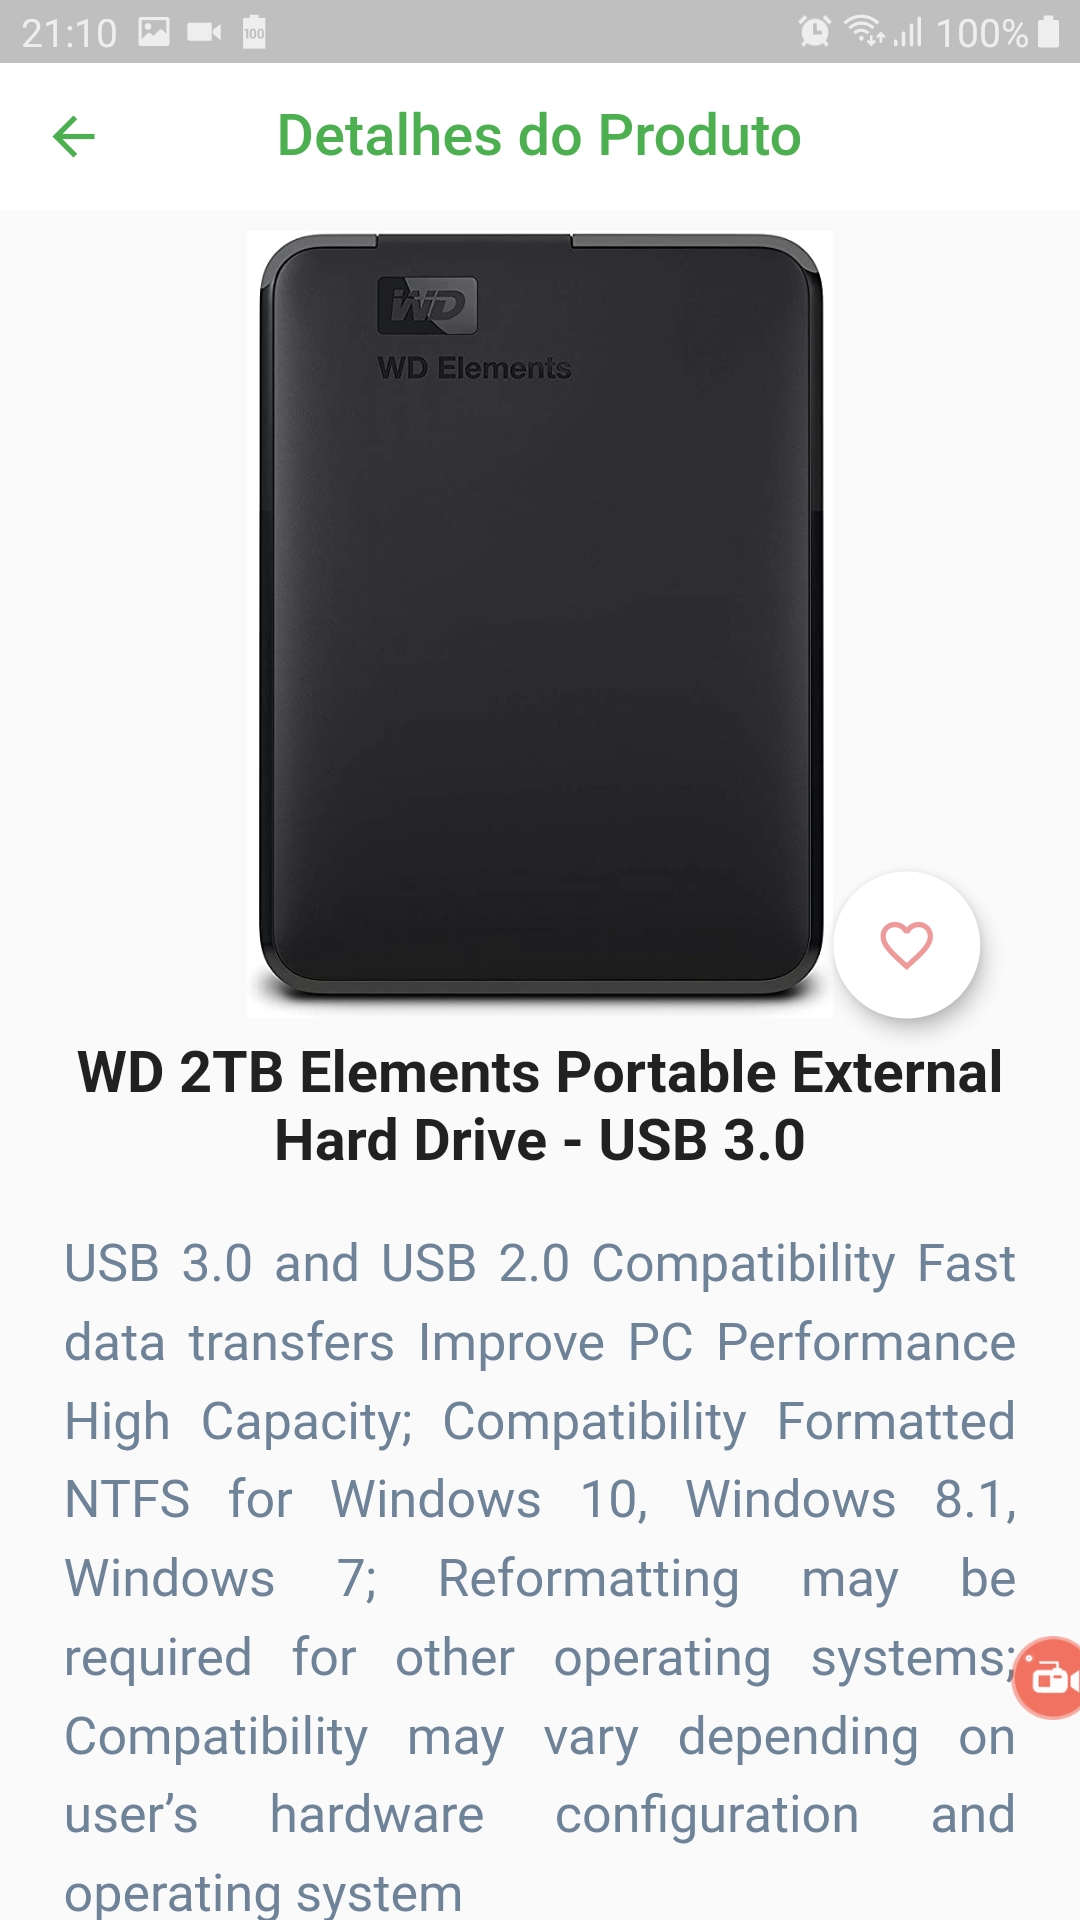 21:10 100 100%
Detalhes do Produto
WD
WD Elements
WD 2TB Elements Portable External
Hard Drive - USB 3.0
USB 3.0 and USB 2.0 Compatibility Fast
data transfers Improve PC Performance
High Capacity; Compatibility Formatted
NTFS for Windows 10, Windows 8.1,
Windows 7; Reformatting may be
required for other operating systems;
Compatibility may vary depending on
user’s hardware configuration and
operating system